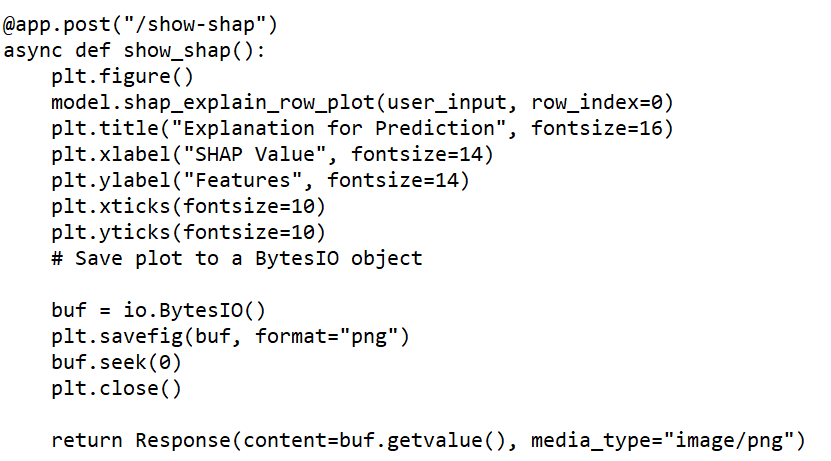 @app.post("/show-shap")
async def show_shap():
    plt.figure()
    model.shap_explain_row_plot(user_input, row_index=0)
    plt.title("Explanation for Prediction", fontsize=16)
    plt.xlabel("SHAP Value", fontsize=14)
    plt.ylabel("Features", fontsize=14)
    plt.xticks(fontsize=10)
    plt.yticks(fontsize=10)
    # Save plot to a BytesIO object

    buf = io.BytesIO()
    plt.savefig(buf, format="png")
    buf.seek(0)
    plt.close()

    return Response(content=buf.getvalue(), media_type="image/png")